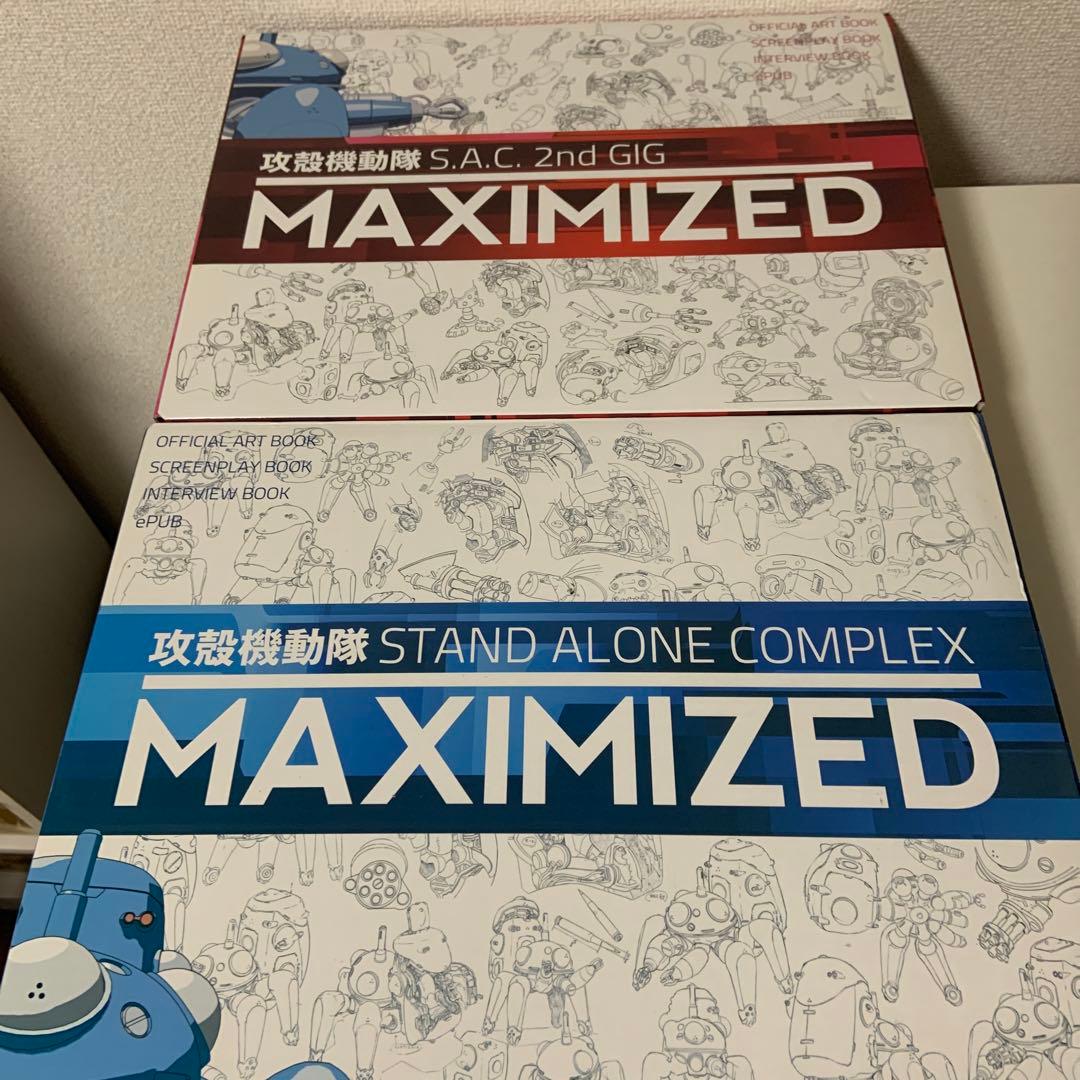 OFFICIAL ART BOOK
SCREENPLAY BOOK
INTERVIEW BOOK
ePUB
攻殻機動隊 S.A.C. 2nd GIG
MAXIMIZED
OFFICIAL ART BOOK
SCREENPLAY BOOK
INTERVIEW BOOK
ePUB
攻殻機動隊 STAND ALONE COMPLEX
MAXIMIZED